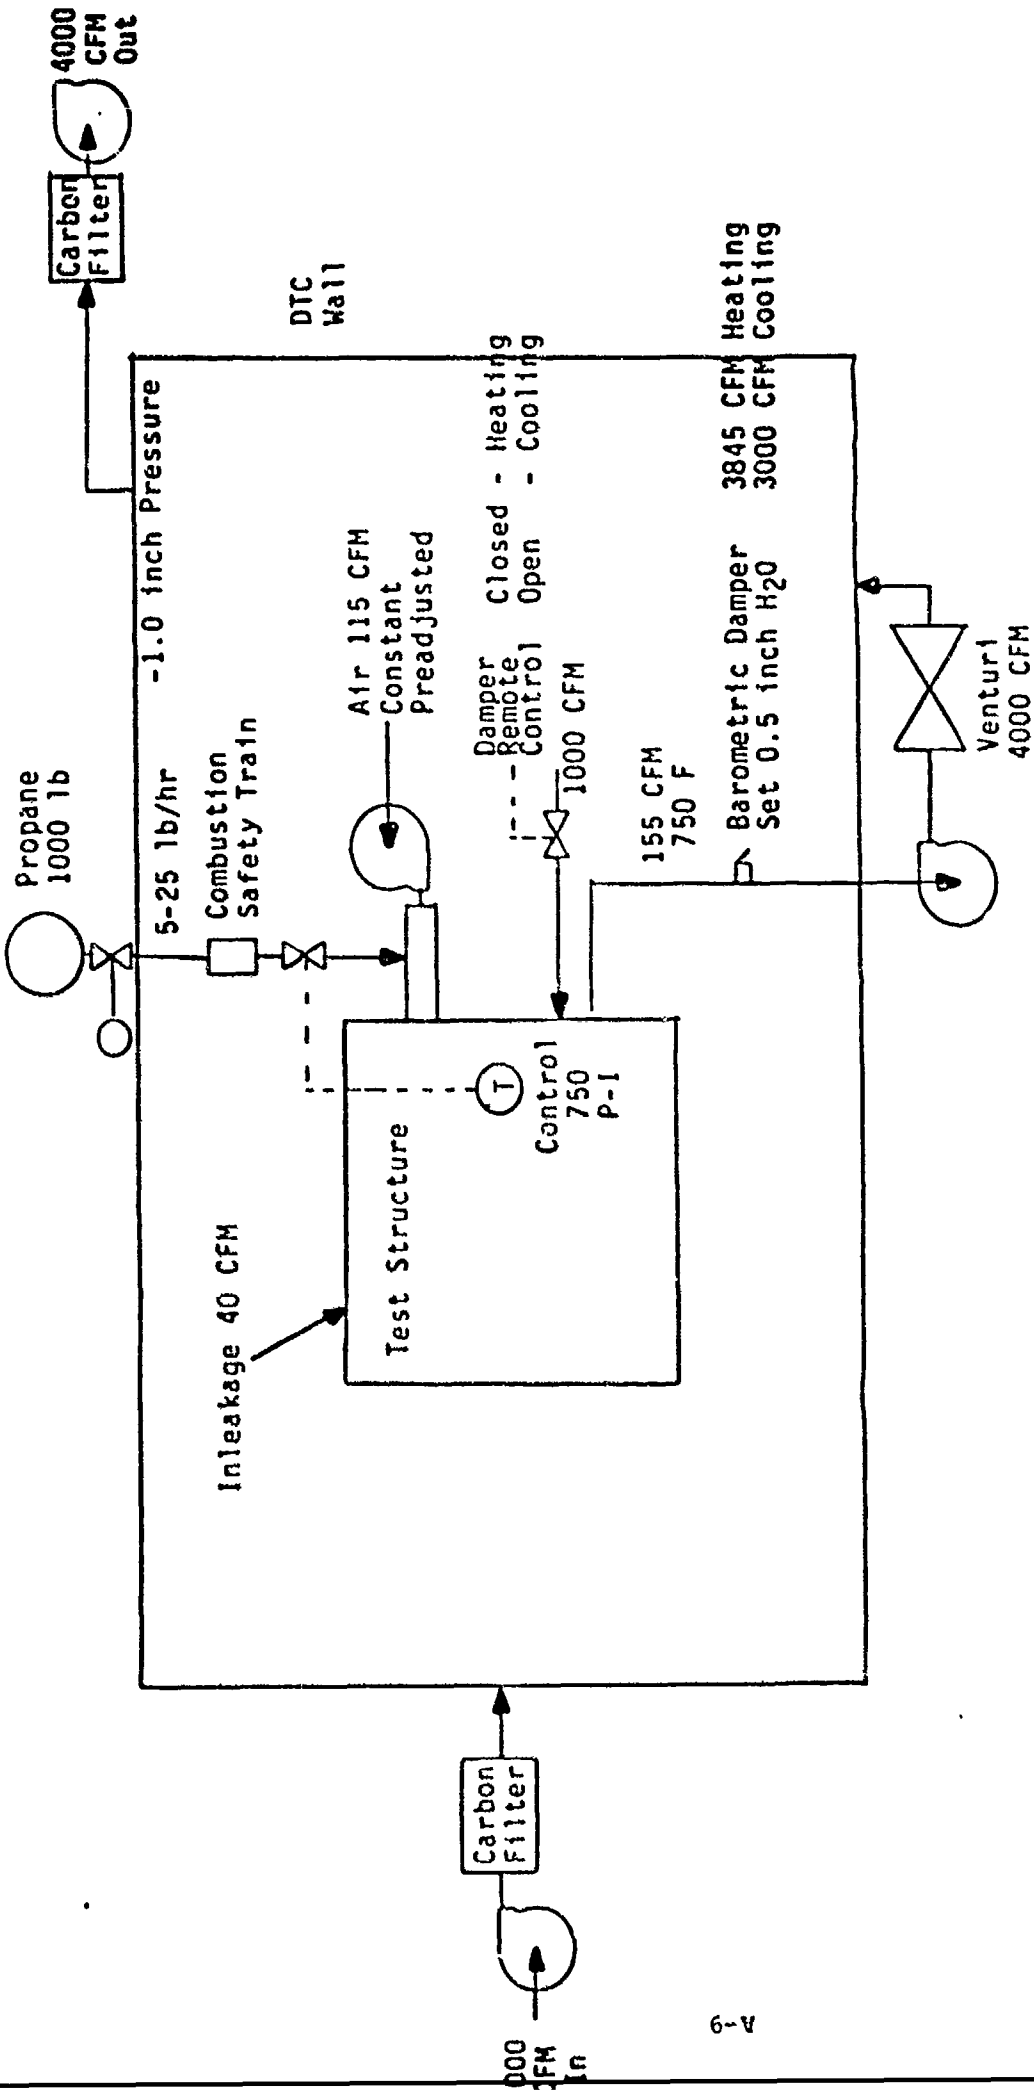 Propane
1000 lb
4000
CFM
Out
Carbon
Filter
5-25 lb/hr
-1.0 inch Pressure
DTC
Wall
Combustion
Safety Train
Inleakage 40 CFM
Air 115 CFM
Constant
Preadjusted
Test Structure
T
Control
750
P-I
Damper
Remote
Control
Closed - Heating
Open - Cooling
1000 CFM
155 CFM
750 F
Barometric Damper
Set 0.5 inch H2O
3845 CFM Heating
3000 CFM Cooling
Carbon
Filter
000
CFM
In
Venturi
4000 CFM
A-9